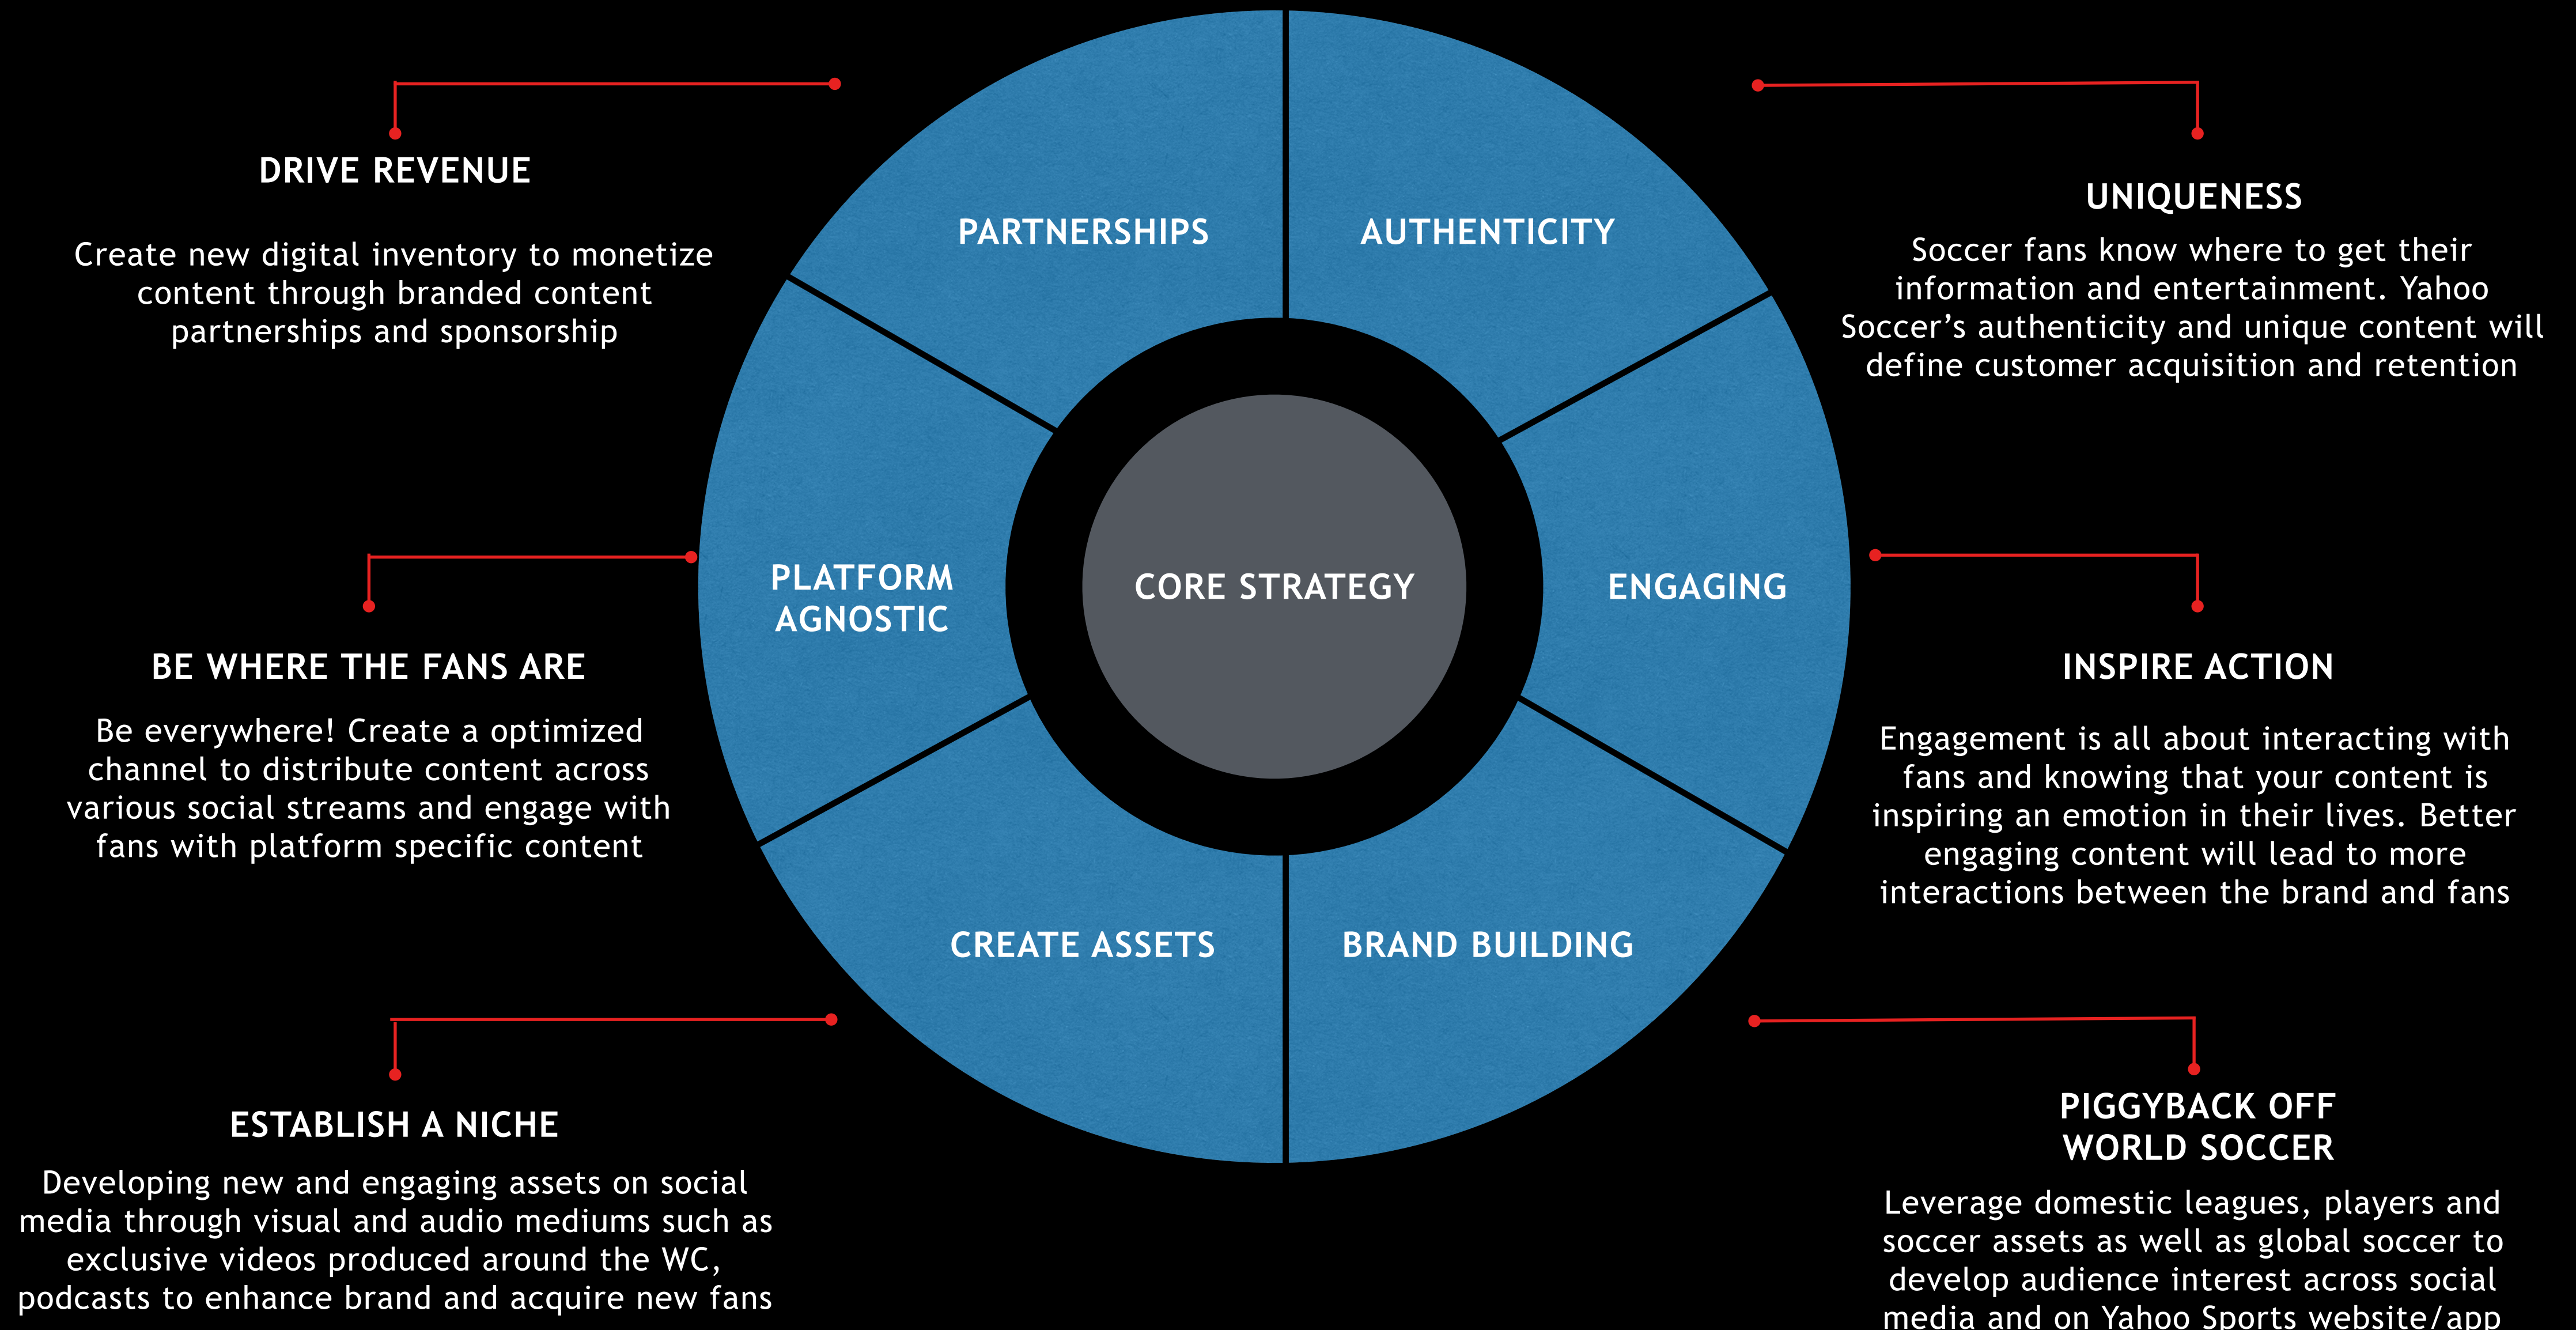 DRIVE REVENUE
Create new digital inventory to monetize
content through branded content
partnerships and sponsorship
BE WHERE THE FANS ARE
Be everywhere! Create a optimized
channel to distribute content across
various social streams and engage with
fans with platform specific content
ESTABLISH A NICHE
Developing new and engaging assets on social
media through visual and audio mediums such as
exclusive videos produced around the WC,
podcasts to enhance brand and acquire new fans
PARTNERSHIPS
AUTHENTICITY
PLATFORM
AGNOSTIC
CORE STRATEGY
ENGAGING
CREATE ASSETS
BRAND BUILDING
UNIQUENESS
Soccer fans know where to get their
information and entertainment. Yahoo
Soccer’s authenticity and unique content will
define customer acquisition and retention
INSPIRE ACTION
Engagement is all about interacting with
fans and knowing that your content is
inspiring an emotion in their lives. Better
engaging content will lead to more
interactions between the brand and fans
PIGGYBACK OFF
WORLD SOCCER
Leverage domestic leagues, players and
soccer assets as well as global soccer to
develop audience interest across social
media and on Yahoo Sports website/app